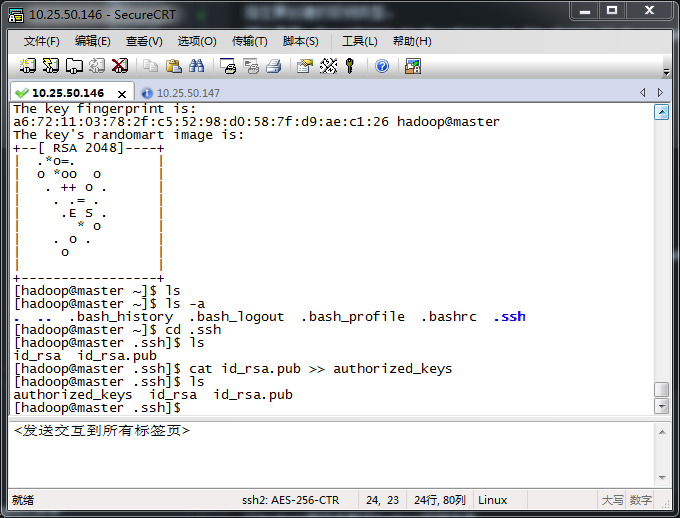 10.25.50.146 - SecureCRT
文件(F) 编辑(E) 查看(V) 选项(O) 传输(T) 脚本(S) 工具(L) 帮助(H)
10.25.50.146 10.25.50.147
The key fingerprint is:
a6:72:11:03:78:2f:c5:52:98:d0:58:7f:d9:ae:c1:26 hadoop@master
The key's randomart image is:
+--[ RSA 2048]----+
|  .*o=.          |
|  o *oo  o       |
|   . ++ o .      |
|    . .= .       |
|     .E S .      |
|       * o       |
|    . o .        |
|     o           |
|                 |
+-----------------+
[hadoop@master ~]$ ls
[hadoop@master ~]$ ls -a
.  ..  .bash_history  .bash_logout  .bash_profile  .bashrc  .ssh
[hadoop@master ~]$ cd .ssh
[hadoop@master .ssh]$ ls
id_rsa  id_rsa.pub
[hadoop@master .ssh]$ cat id_rsa.pub >> authorized_keys
[hadoop@master .ssh]$ ls
authorized_keys  id_rsa  id_rsa.pub
[hadoop@master .ssh]$
<发送交互到所有标签页>
就绪 ssh2: AES-256-CTR 24, 23 24行, 80列 Linux 大写 数字